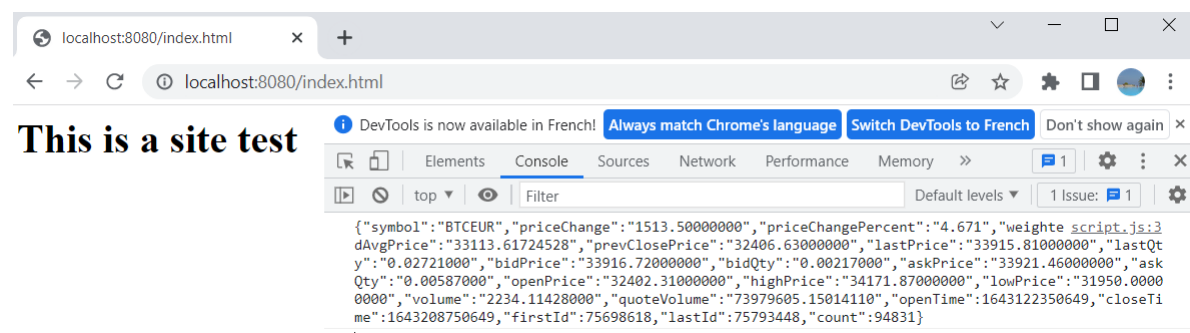 localhost:8080/index.html
localhost:8080/index.html
This is a site test
DevTools is now available in French! Always match Chrome's language Switch DevTools to French Don't show again
Elements Console Sources Network Performance Memory
1
top Filter Default levels 1 Issue: 1
{"symbol":"BTCEUR","priceChange":"1513.50000000","priceChangePercent":"4.671","weighte script.js:3
dAvgPrice":"33113.61724528","prevClosePrice":"32406.63000000","lastPrice":"33915.81000000","lastQt
y":"0.02721000","bidPrice":"33916.72000000","bidQty":"0.00217000","askPrice":"33921.46000000","ask
Qty":"0.00587000","openPrice":"32402.31000000","highPrice":"34171.87000000","lowPrice":"31950.0000
0000","volume":"2234.11428000","quoteVolume":"73979605.15014110","openTime":1643122350649,"closeTi
me":1643208750649,"firstId":75698618,"lastId":75793448,"count":94831}